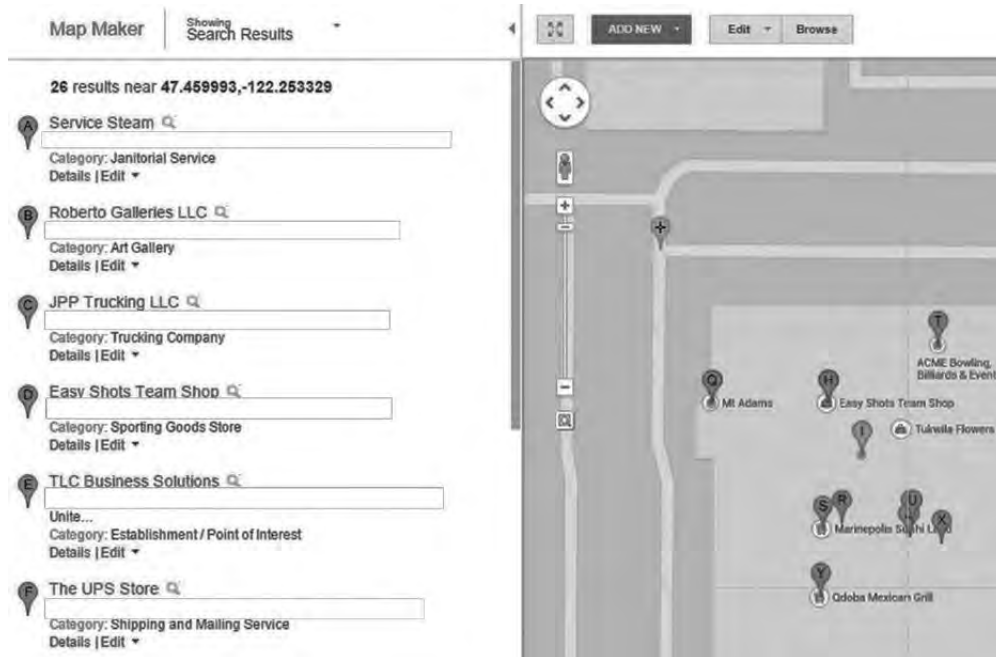 Map Maker
Showing
Search Results
ADD NEW
Edit
Browse
26 results near 47.459993,-122.253329
A
Service Steam
Category: Janitorial Service
Details | Edit
B
Roberto Galleries LLC
Category: Art Gallery
Details | Edit
C
JPP Trucking LLC
Category: Trucking Company
Details | Edit
D
Easy Shots Team Shop
Category: Sporting Goods Store
Details | Edit
E
TLC Business Solutions
Unite...
Category: Establishment / Point of Interest
Details | Edit
F
The UPS Store
Category: Shipping and Mailing Service
Details | Edit
T
ACME Bowling,
Billiards & Event
Q
Mt Adams
H
Easy Shots Team Shop
I
Tukwila Flowers
S
R
U
X
Marinepolis Sushi Land
Y
Qdoba Mexican Grill